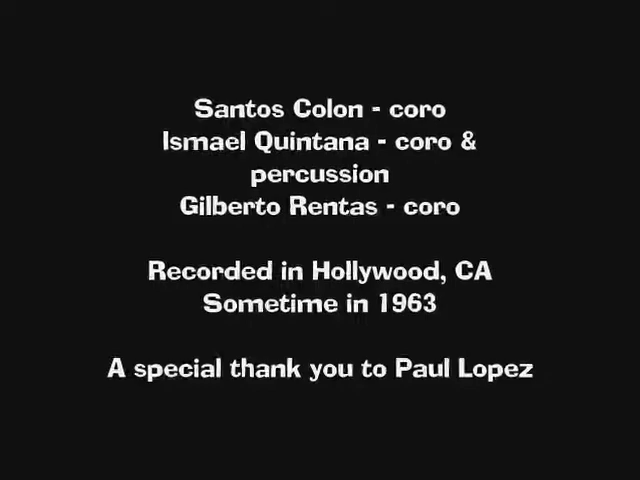 Santos Colon - coro
Ismael Quintana - coro &
percussion
Gilberto Rentas - coro
Recorded in Hollywood, CA
Sometime in 1963
A special thank you to Paul Lopez